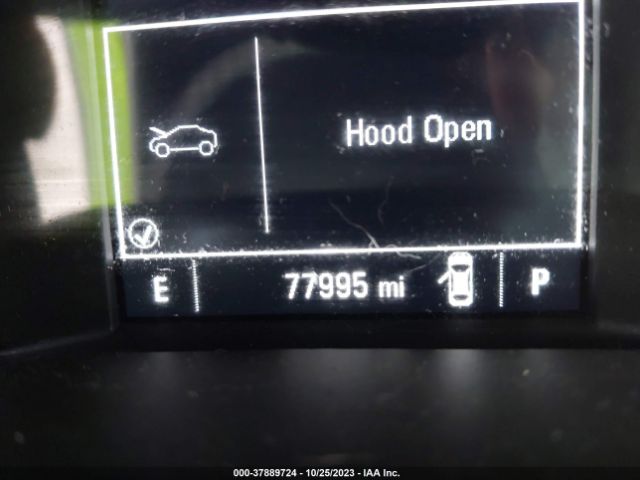 Hood Open
E 77995 mi P
000-37889724 - 10/25/2023 - IAA Inc.